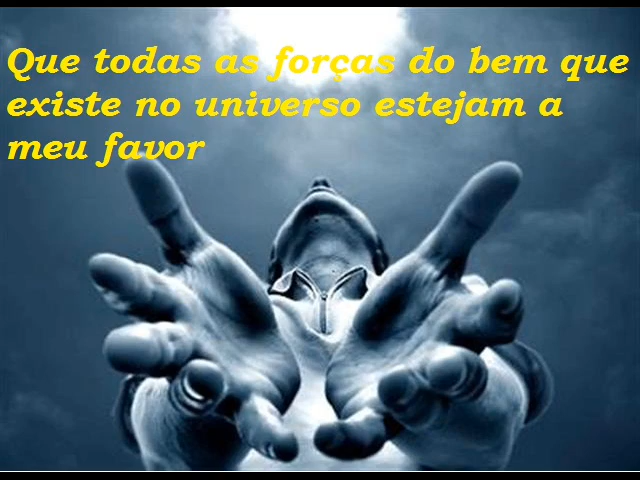 Que todas as forças do bem que
existe no universo estejam a
meu favor